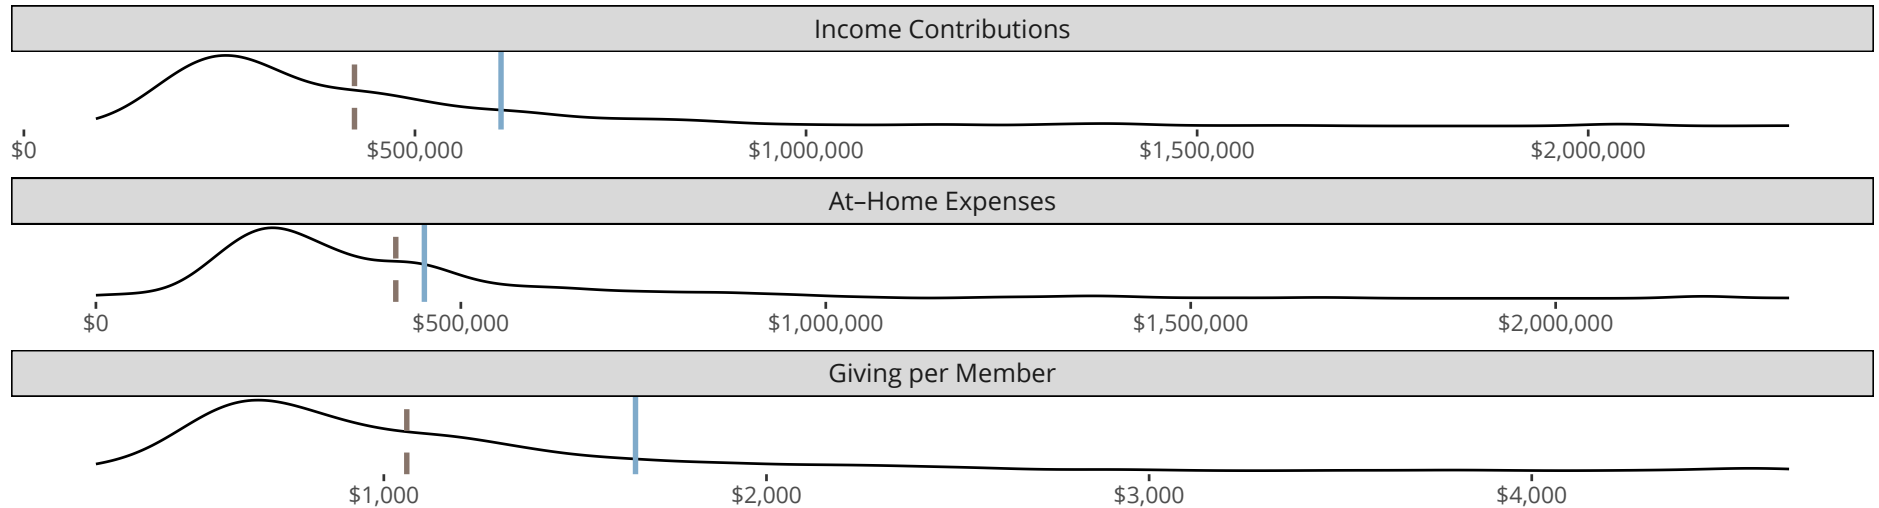 Income Contributions
$0 $500,000 $1,000,000 $1,500,000 $2,000,000
At–Home Expenses
$0 $500,000 $1,000,000 $1,500,000 $2,000,000
Giving per Member
$1,000 $2,000 $3,000 $4,000